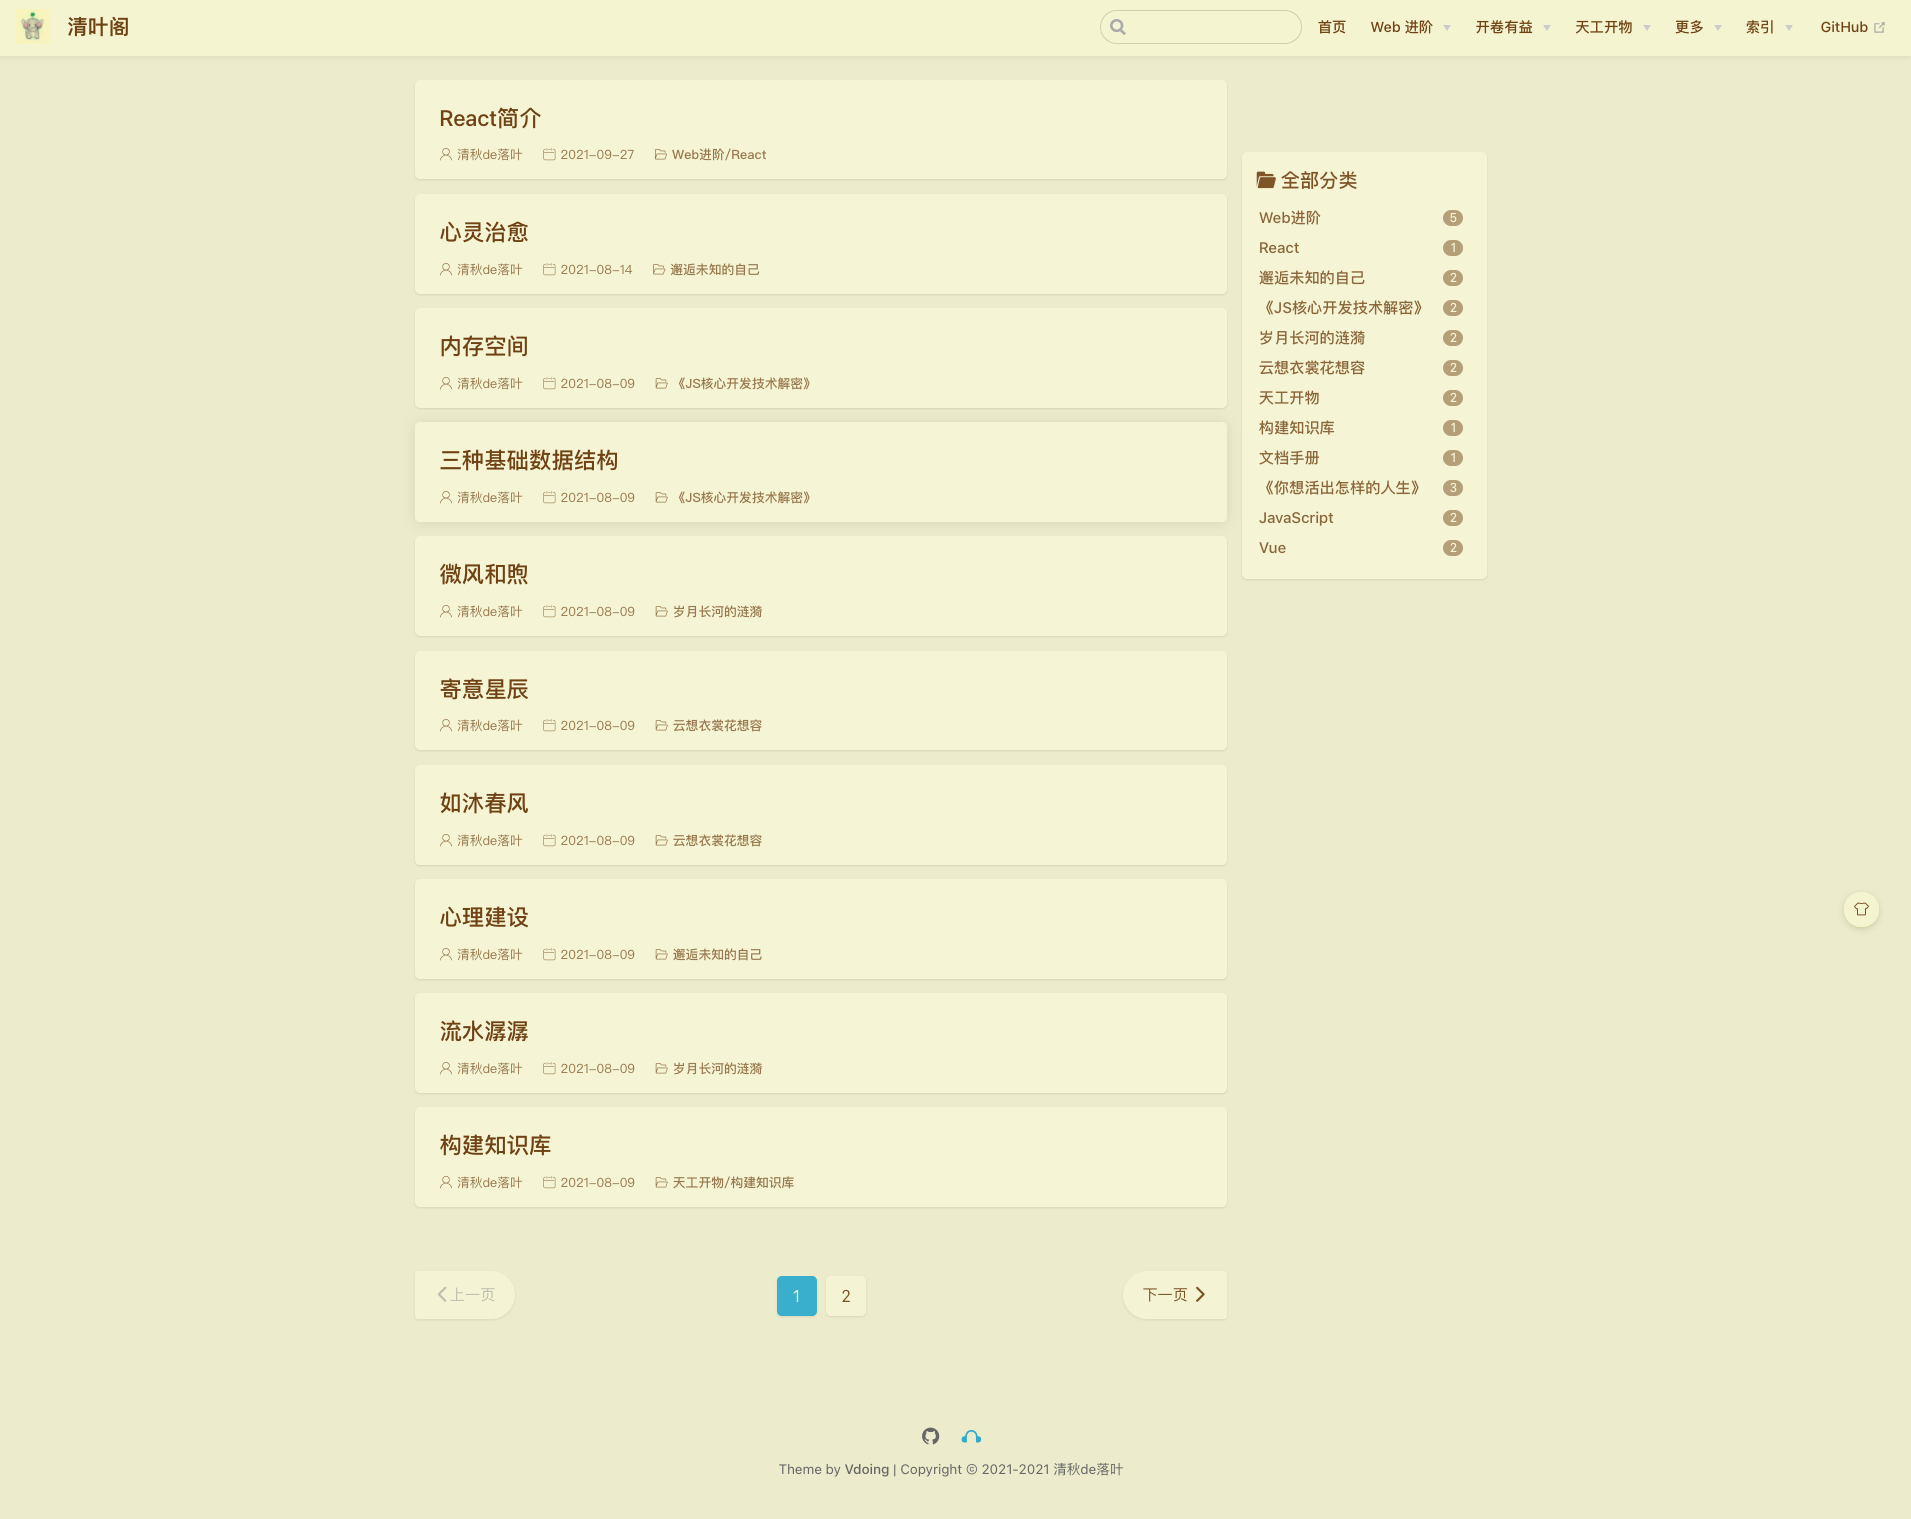 清叶阁
首页 Web 进阶 开卷有益 天工开物 更多 索引 GitHub
React简介
清秋de落叶 2021-09-27 Web进阶/React
心灵治愈
清秋de落叶 2021-08-14 邂逅未知的自己
内存空间
清秋de落叶 2021-08-09 《JS核心开发技术解密》
三种基础数据结构
清秋de落叶 2021-08-09 《JS核心开发技术解密》
微风和煦
清秋de落叶 2021-08-09 岁月长河的涟漪
寄意星辰
清秋de落叶 2021-08-09 云想衣裳花想容
如沐春风
清秋de落叶 2021-08-09 云想衣裳花想容
心理建设
清秋de落叶 2021-08-09 邂逅未知的自己
流水潺潺
清秋de落叶 2021-08-09 岁月长河的涟漪
构建知识库
清秋de落叶 2021-08-09 天工开物/构建知识库
全部分类
Web进阶 5
React 1
邂逅未知的自己 2
《JS核心开发技术解密》 2
岁月长河的涟漪 2
云想衣裳花想容 2
天工开物 2
构建知识库 1
文档手册 1
《你想活出怎样的人生》 3
JavaScript 2
Vue 2
上一页 1 2 下一页
Theme by Vdoing | Copyright © 2021-2021 清秋de落叶